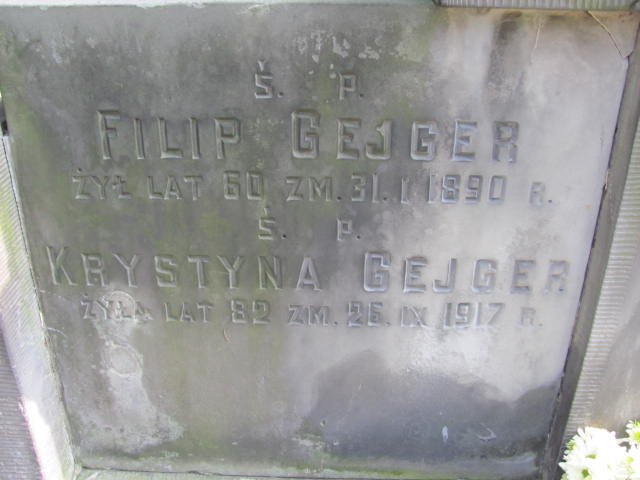 Ś. P.
FILIP GEJGER
ŻYŁ LAT 60 ZM. 31. I 1890 R.
Ś. P.
KRYSTYNA GEJGER
ŻYŁA LAT 82 ZM. 26. IX 1917 R.